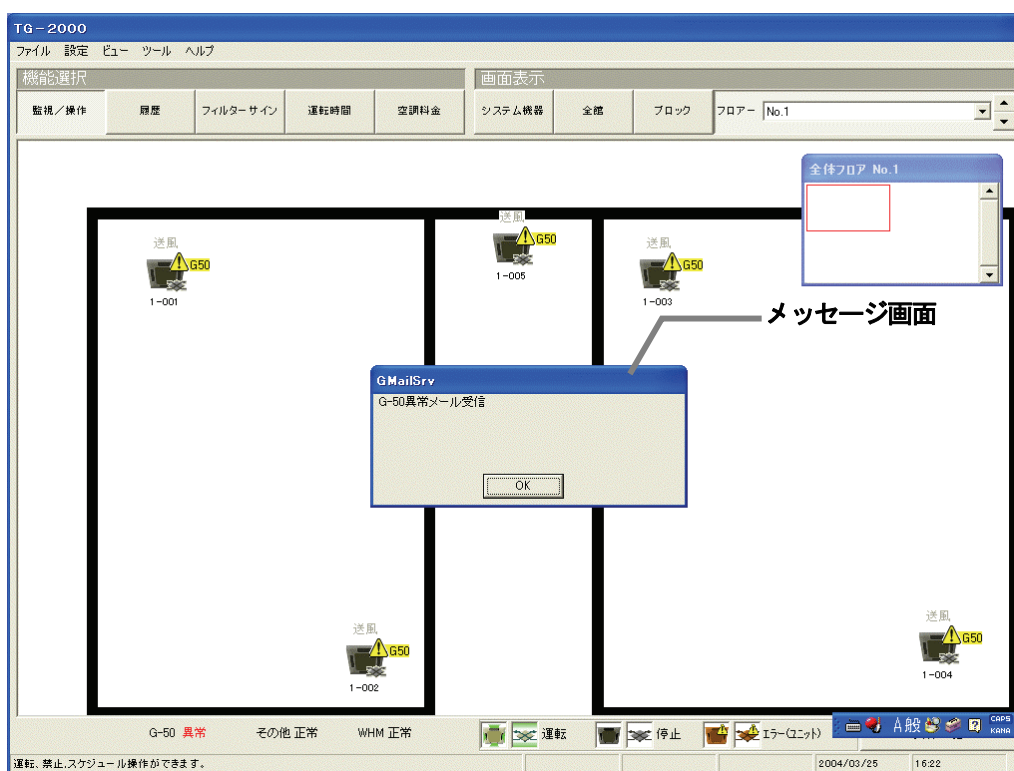 TG-2000
ファイル 設定 ビュー ツール ヘルプ
機能選択 画面表示
監視／操作 履歴 フィルターサイン 運転時間 空調料金 システム機器 全館 ブロック フロアー No.1
全体フロア No.1
送風 G50 1-001
送風 G50 1-005
送風 G50 1-003
メッセージ画面
GMailSrv
G-50異常メール受信
OK
送風 G50 1-002
送風 G50 1-004
G-50 異常 その他 正常 WHM 正常 運転 停止 エラー(ユニット)
A般 CAPS KANA
運転、禁止、スケジュール操作ができます。 2004/03/25 16:22